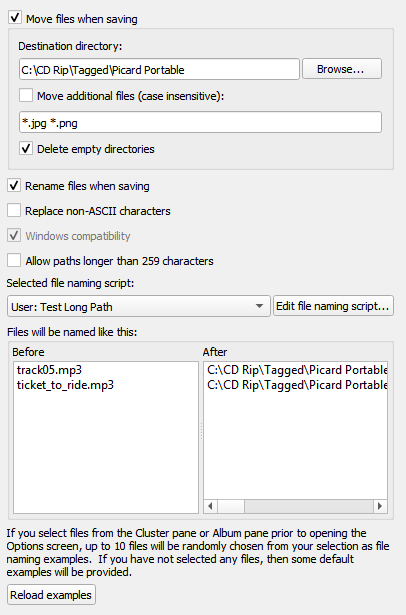 Move files when saving
Destination directory:
C:\CD Rip\Tagged\Picard Portable
Browse...
Move additional files (case insensitive):
*.jpg *.png
Delete empty directories
Rename files when saving
Replace non-ASCII characters
Windows compatibility
Allow paths longer than 259 characters
Selected file naming script:
User: Test Long Path
Edit file naming script...
Files will be named like this:
Before
After
track05.mp3
C:\CD Rip\Tagged\Picard Portable
ticket_to_ride.mp3
C:\CD Rip\Tagged\Picard Portable
If you select files from the Cluster pane or Album pane prior to opening the
Options screen, up to 10 files will be randomly chosen from your selection as file
naming examples.  If you have not selected any files, then some default
examples will be provided.
Reload examples